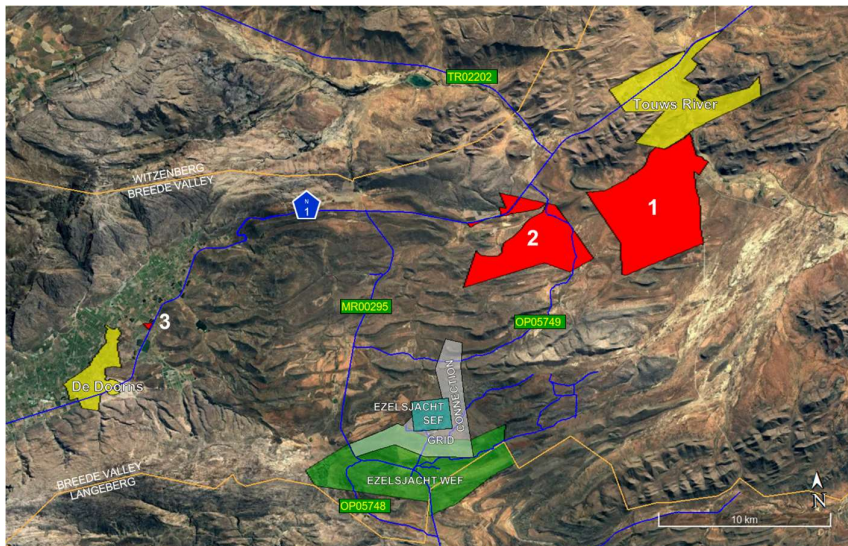 TR02202
Touws River
WITZENBERG
BREEDE VALLEY
N
1
1
2
3
MR00295
OP05749
De Doorns
EZELSJACHT
SEF
GRID
CONNECTION
EZELSJACHT WEF
BREEDE VALLEY
LANGEBERG
OP05748
N
10 km